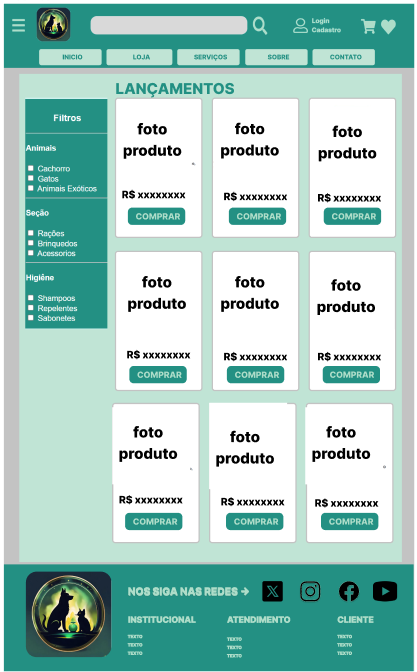 Login
Cadastro
INICIO
LOJA
SERVIÇOS
SOBRE
CONTATO
LANÇAMENTOS
Filtros
Animais
Cachorro
Gatos
Animais Exóticos
Seção
Rações
Brinquedos
Acessorios
Higiêne
Shampoos
Repelentes
Sabonetes
foto
produto
R$ xxxxxxxx
COMPRAR
foto
produto
R$ xxxxxxxx
COMPRAR
foto
produto
R$ xxxxxxxx
COMPRAR
foto
produto
R$ xxxxxxxx
COMPRAR
foto
produto
R$ xxxxxxxx
COMPRAR
foto
produto
R$ xxxxxxxx
COMPRAR
foto
produto
R$ xxxxxxxx
COMPRAR
foto
produto
R$ xxxxxxxx
COMPRAR
foto
produto
R$ xxxxxxxx
COMPRAR
NOS SIGA NAS REDES →
INSTITUCIONAL
TEXTO
TEXTO
TEXTO
ATENDIMENTO
TEXTO
TEXTO
TEXTO
CLIENTE
TEXTO
TEXTO
TEXTO